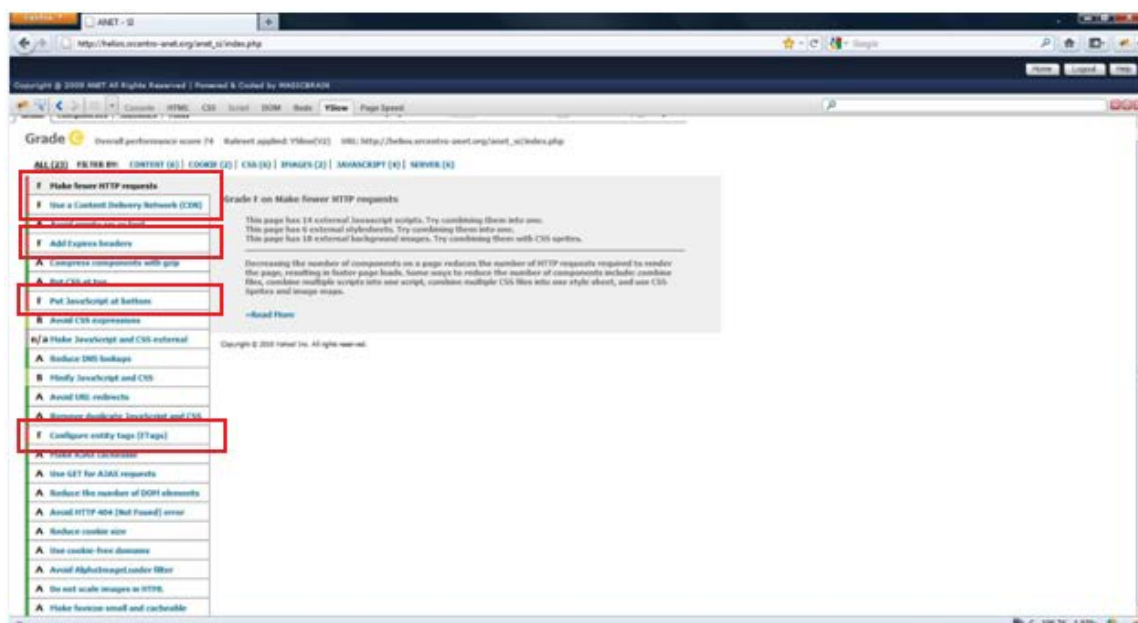 ANET - SI
http://helios.orcentro-anet.org/anet_si/index.php
Google
Home Logout Help
Copyright @ 2009 ANET All Rights Reserved | Powered & Coded by MAGICBRAIN
Console HTML CSS Script DOM Rede YSlow Page Speed
Grade C Overall performance score 74 Ruleset applied: YSlow(V2) URL: http://helios.orcentro-anet.org/anet_si/index.php
ALL (23) FILTER BY: CONTENT (6) | COOKIE (2) | CSS (6) | IMAGES (2) | JAVASCRIPT (4) | SERVER (6)
F Make fewer HTTP requests
F Use a Content Delivery Network (CDN)
F Add Expires headers
A Compress components with gzip
A Put CSS at top
F Put JavaScript at bottom
B Avoid CSS expressions
n/a Make JavaScript and CSS external
A Reduce DNS lookups
B Minify JavaScript and CSS
A Avoid URL redirects
A Remove duplicate JavaScript and CSS
F Configure entity tags (ETags)
A Make AJAX cacheable
A Use GET for AJAX requests
A Reduce the number of DOM elements
A Avoid HTTP 404 (Not Found) error
A Reduce cookie size
A Use cookie-free domains
A Avoid AlphaImageLoader filter
A Do not scale images in HTML
A Make favicon small and cacheable
Grade F on Make fewer HTTP requests
This page has 14 external Javascript scripts. Try combining them into one.
This page has 6 external stylesheets. Try combining them into one.
This page has 18 external background images. Try combining them with CSS sprites.
Decreasing the number of components on a page reduces the number of HTTP requests required to render
the page, resulting in faster page loads. Some ways to reduce the number of components include: combine
files, combine multiple scripts into one script, combine multiple CSS files into one style sheet, and use CSS
Sprites and image maps.
»Read More
Copyright © 2010 Yahoo! Inc. All rights reserved.